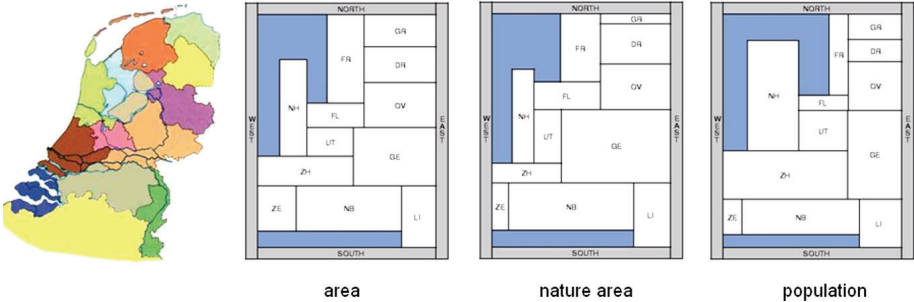 NORTH
WEST
EAST
SOUTH
GR
FR
DR
NH
OV
FL
UT
GE
ZH
ZE
NB
LI
area
NORTH
WEST
EAST
SOUTH
GR
FR
DR
OV
FL
NH
UT
GE
ZH
ZE
NB
LI
nature area
NORTH
WEST
EAST
SOUTH
GR
FR
DR
NH
OV
FL
UT
GE
ZH
ZE
NB
LI
population